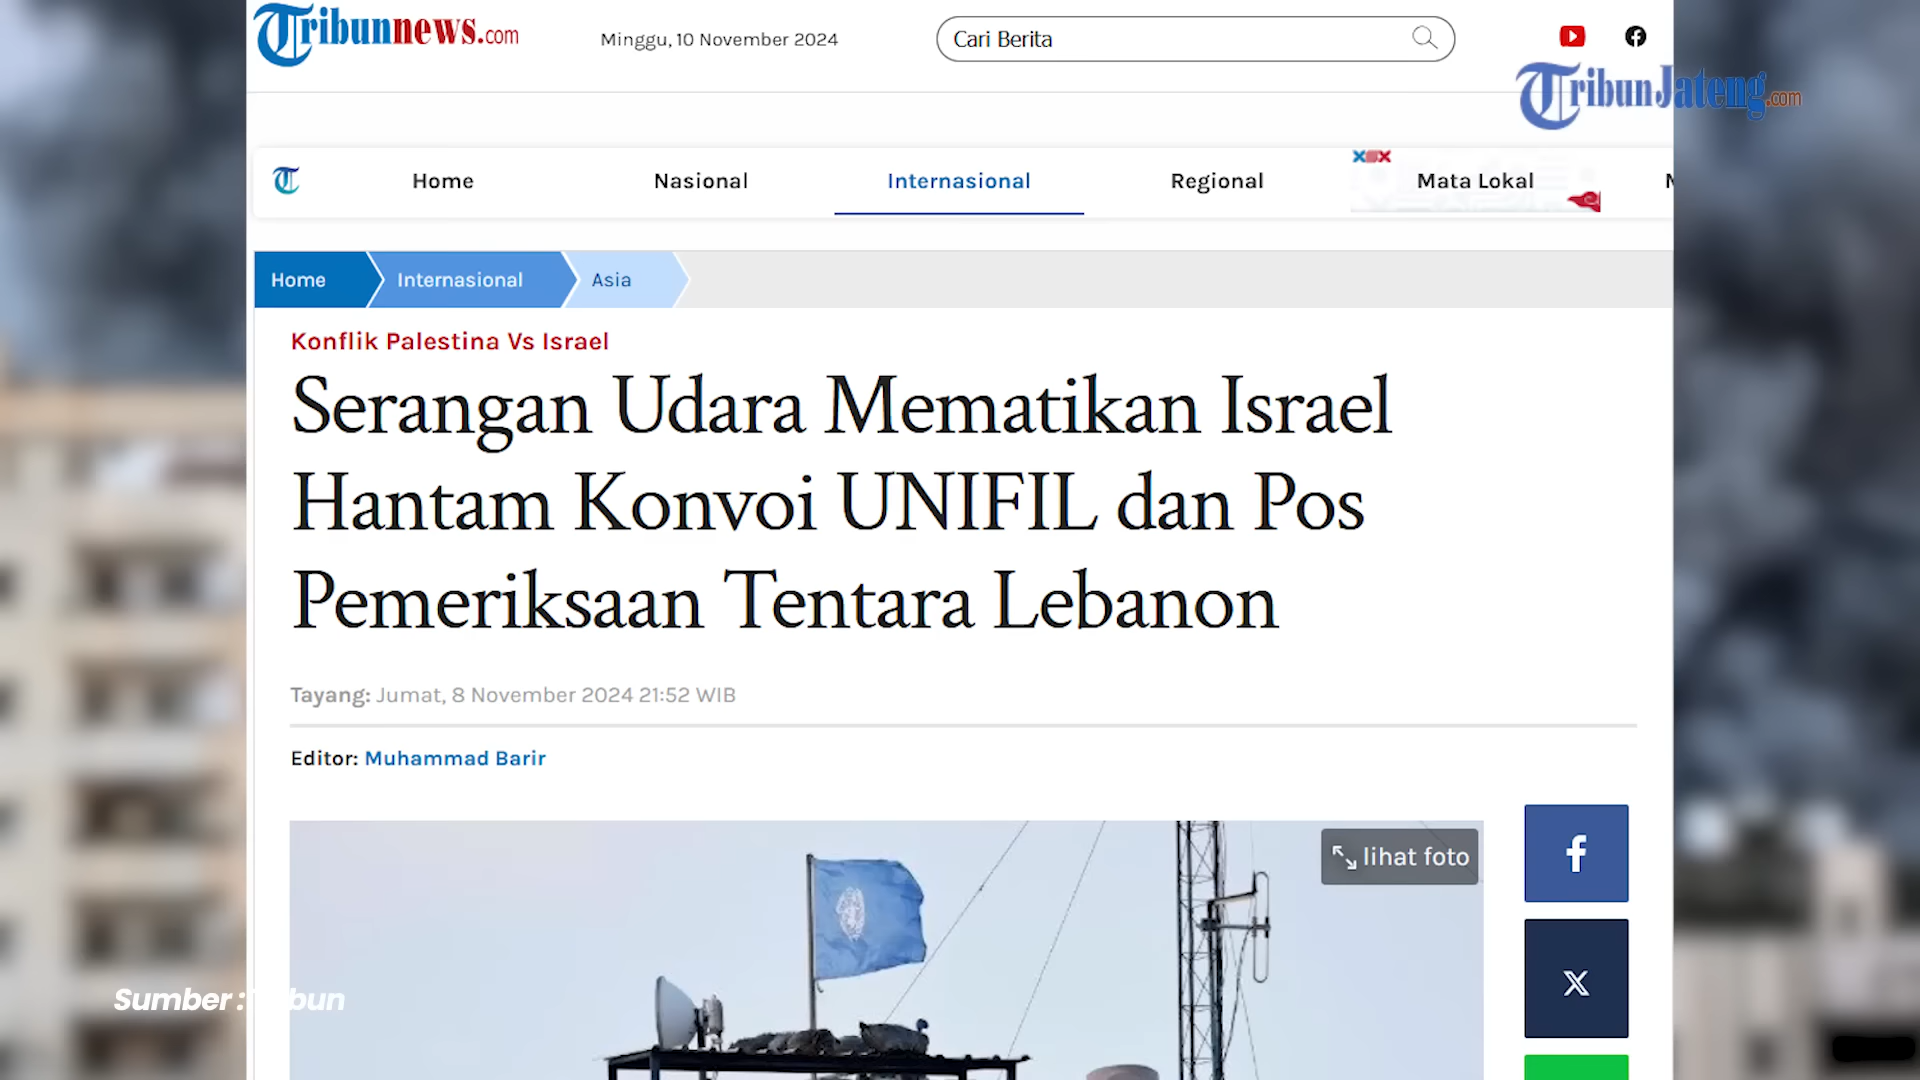 Tribunnews.com
Minggu, 10 November 2024
Cari Berita
TribunJateng.com
Home
Nasional
Internasional
Regional
Mata Lokal
Home
Internasional
Asia
Konflik Palestina Vs Israel
Serangan Udara Mematikan Israel
Hantam Konvoi UNIFIL dan Pos
Pemeriksaan Tentara Lebanon
Tayang: Jumat, 8 November 2024 21:52 WIB
Editor: Muhammad Barir
lihat foto
Sumber :